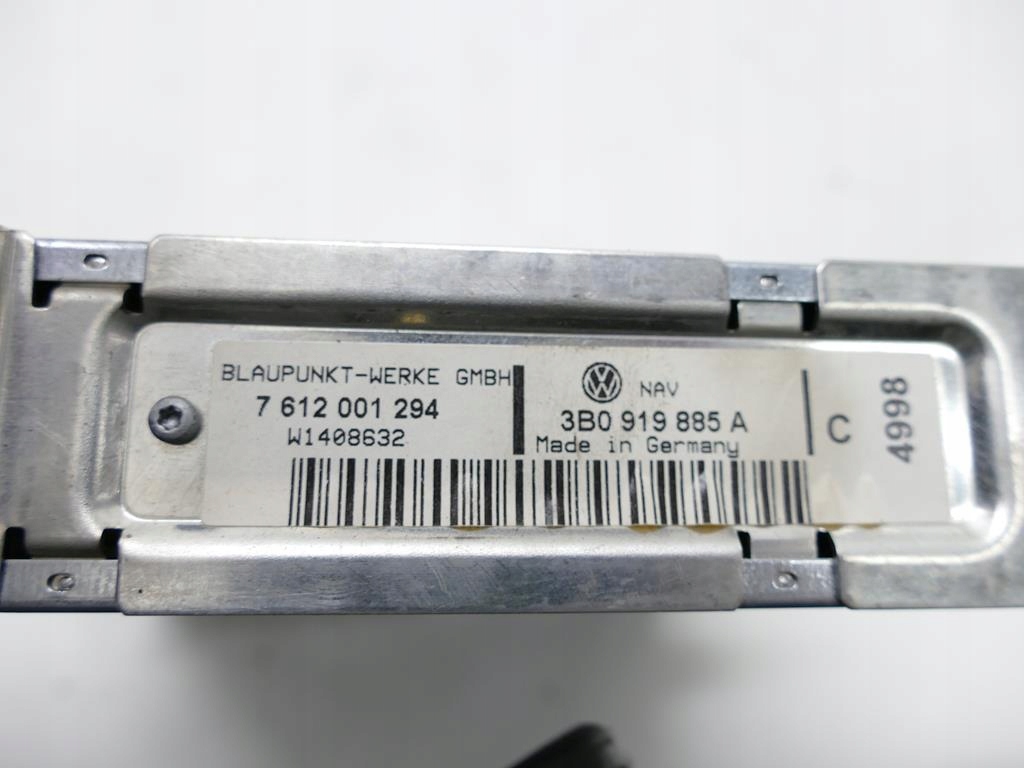 BLAUPUNKT-WERKE GMBH
7 612 001 294
W1408632
NAV
3B0 919 885 A
Made in Germany
C
4998